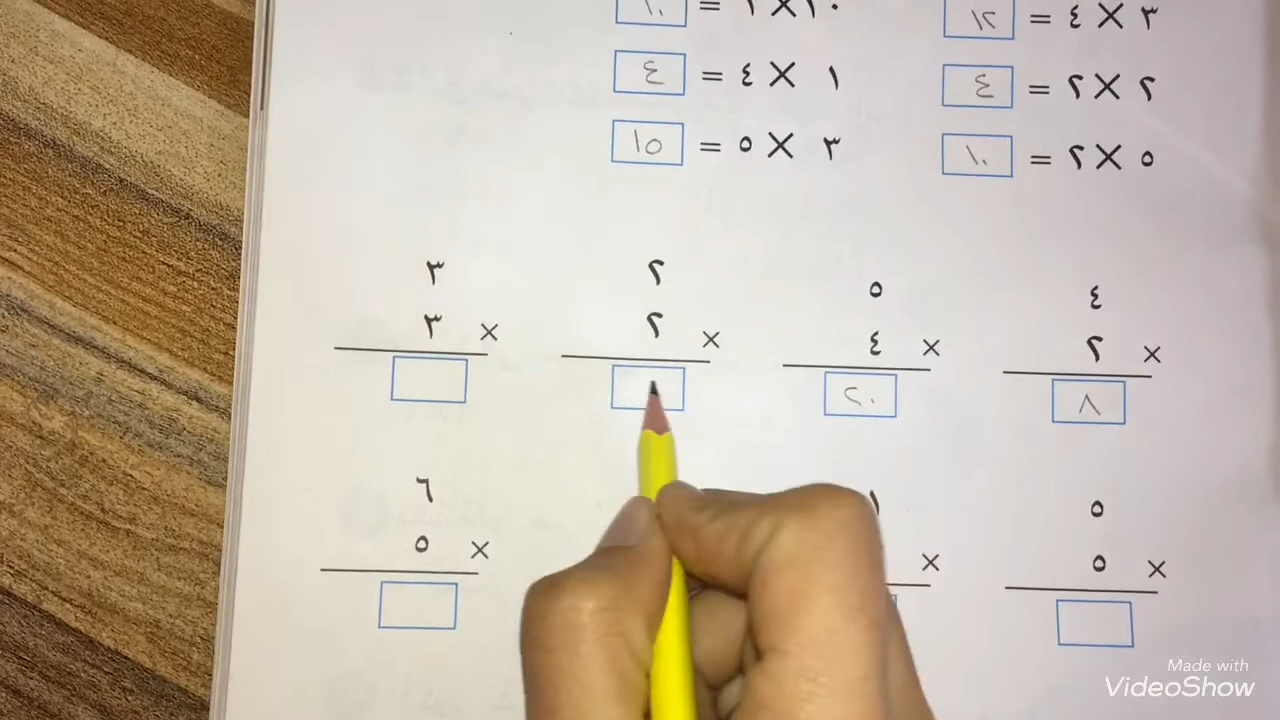 ٣ × ٤ = ١٢
١٠ × ١ = ١٠
٢ × ٢ = ٤
١ × ٤ = ٤
٥ × ٢ = ١٠
٣ × ٥ = ١٥
٤
٢ ×
٨
٥
٤ ×
٢٠
٢
٢ ×
٣
٣ ×
٥
٥ ×
١
×
٦
٥ ×
Made with
VideoShow